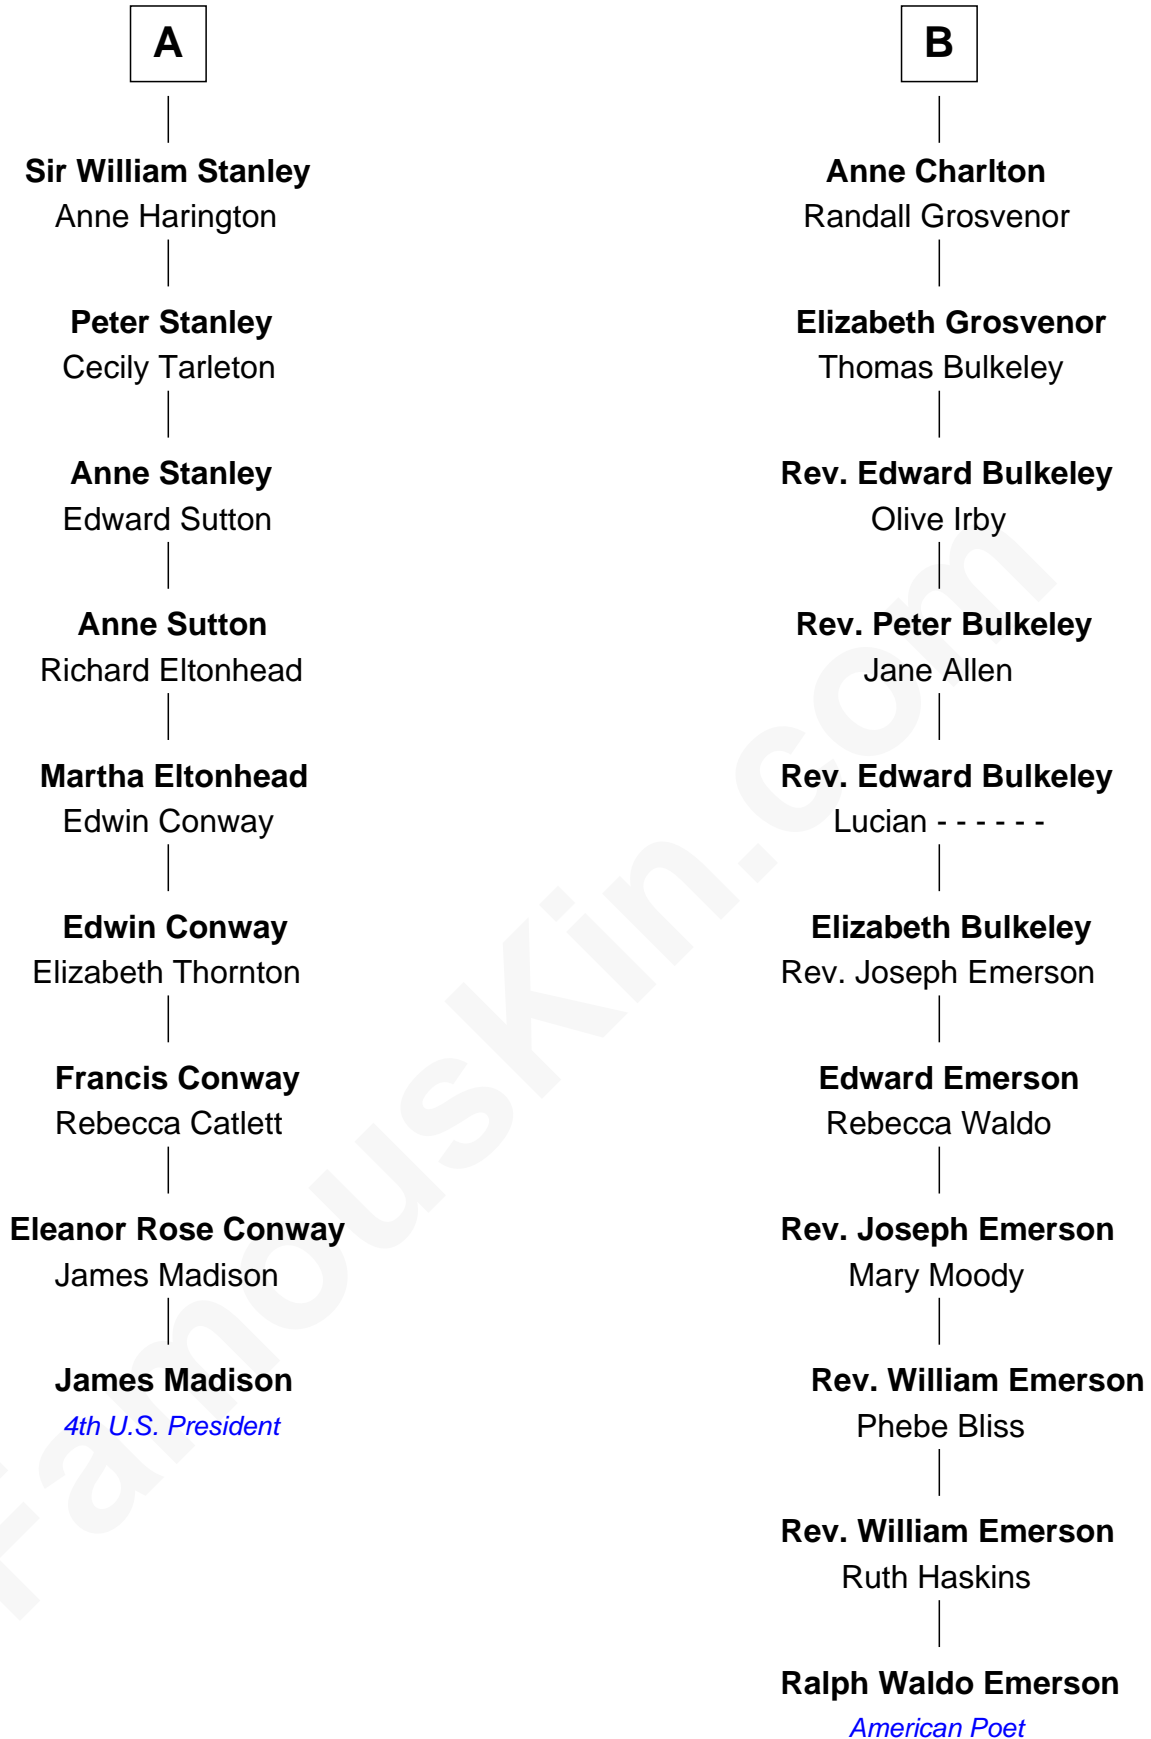 A
Sir William Stanley
Anne Harington
Peter Stanley
Cecily Tarleton
Anne Stanley
Edward Sutton
Anne Sutton
Richard Eltonhead
Martha Eltonhead
Edwin Conway
Edwin Conway
Elizabeth Thornton
Francis Conway
Rebecca Catlett
Eleanor Rose Conway
James Madison
James Madison
4th U.S. President
B
Anne Charlton
Randall Grosvenor
Elizabeth Grosvenor
Thomas Bulkeley
Rev. Edward Bulkeley
Olive Irby
Rev. Peter Bulkeley
Jane Allen
Rev. Edward Bulkeley
Lucian - - - - - -
Elizabeth Bulkeley
Rev. Joseph Emerson
Edward Emerson
Rebecca Waldo
Rev. Joseph Emerson
Mary Moody
Rev. William Emerson
Phebe Bliss
Rev. William Emerson
Ruth Haskins
Ralph Waldo Emerson
American Poet
FamousKin.com